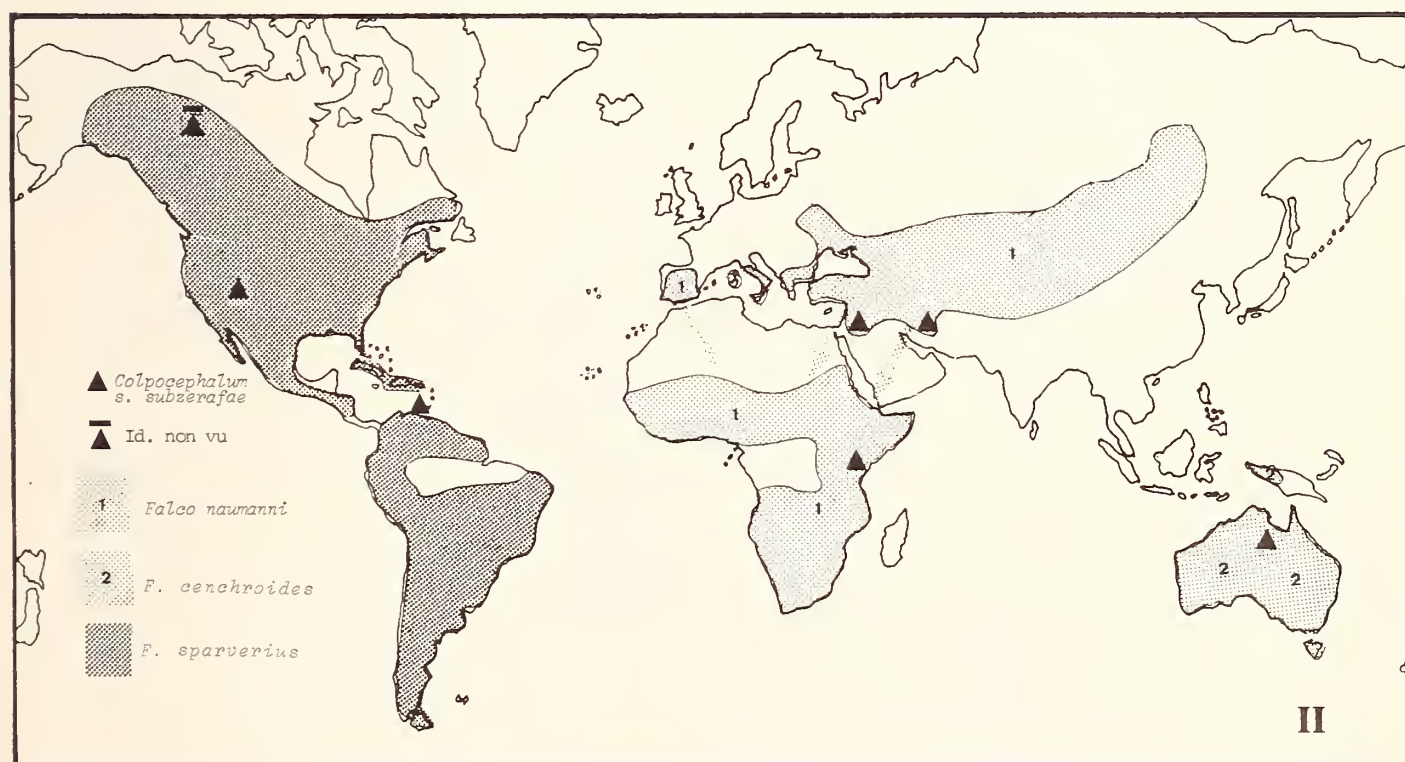 Colpocephalum
s. subzerafae
Id. non vu
1
Falco naumanni
2
F. cenchroides
F. sparverius
1
1
1
1
2
2
II